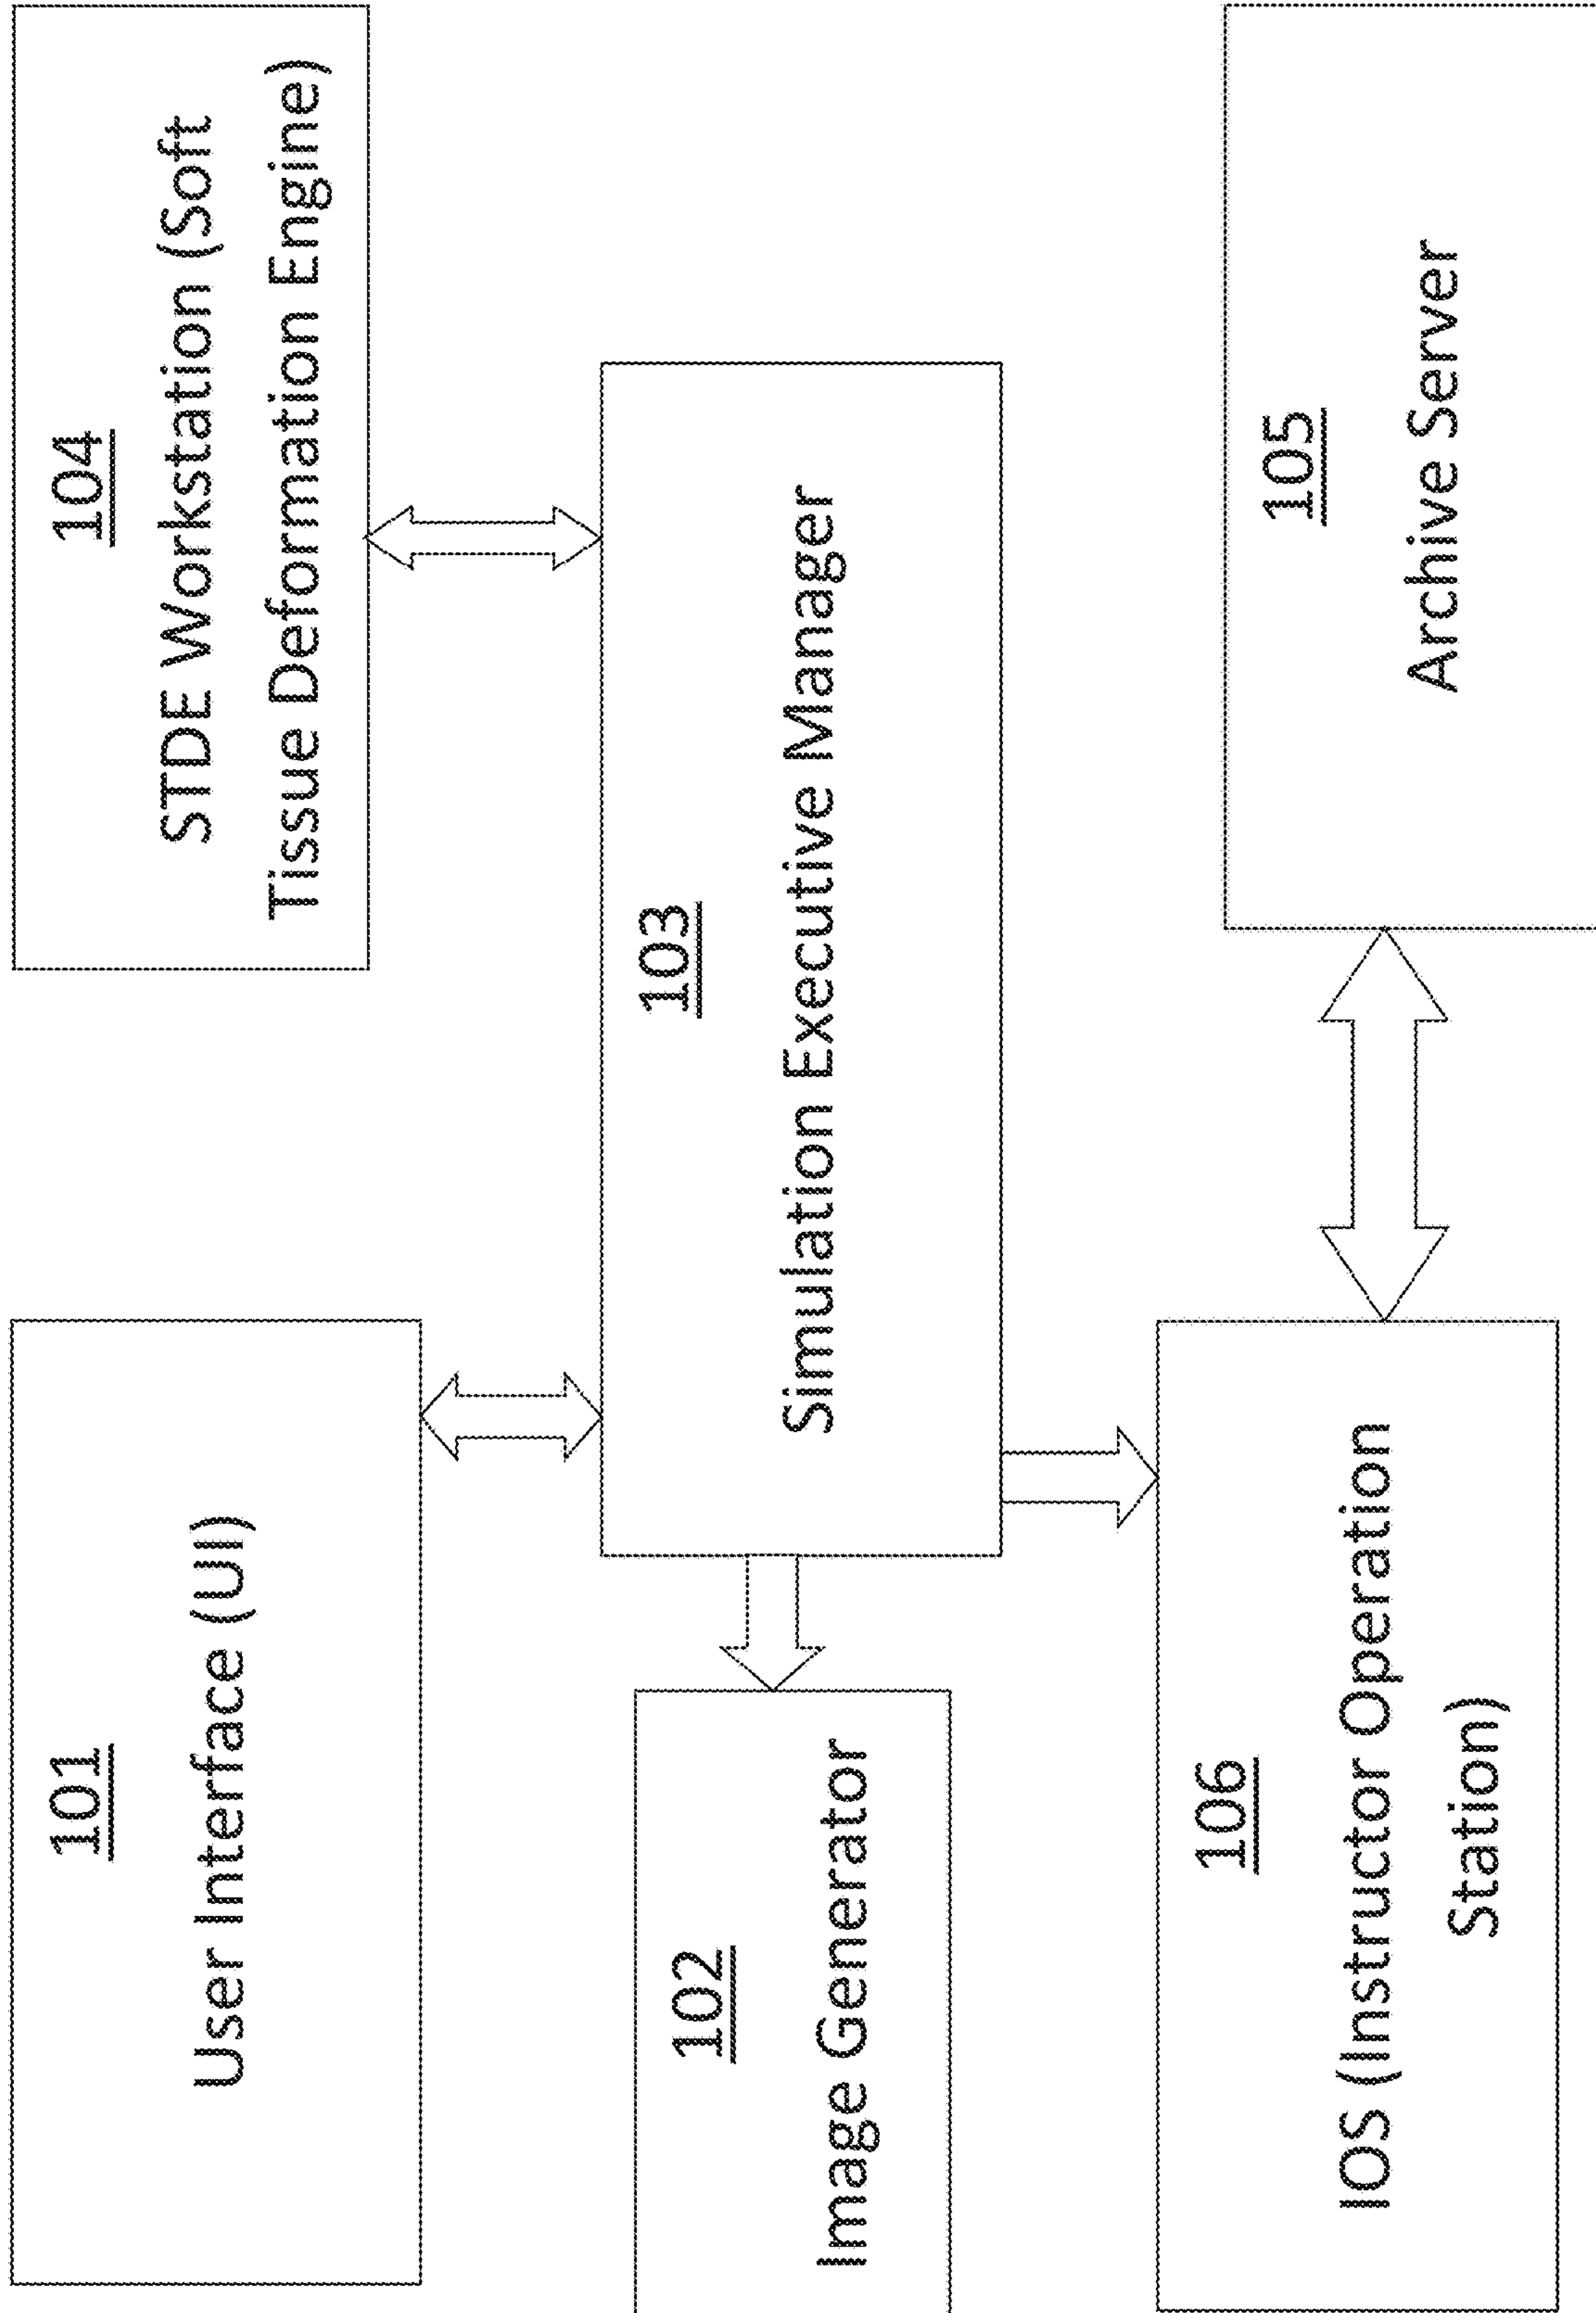 101
User Interface (UI)
104
STDE Workstation (Soft
Tissue Deformation Engine)
102
Image Generator
103
Simulation Executive Manager
106
IOS (Instructor Operation
Station)
105
Archive Server